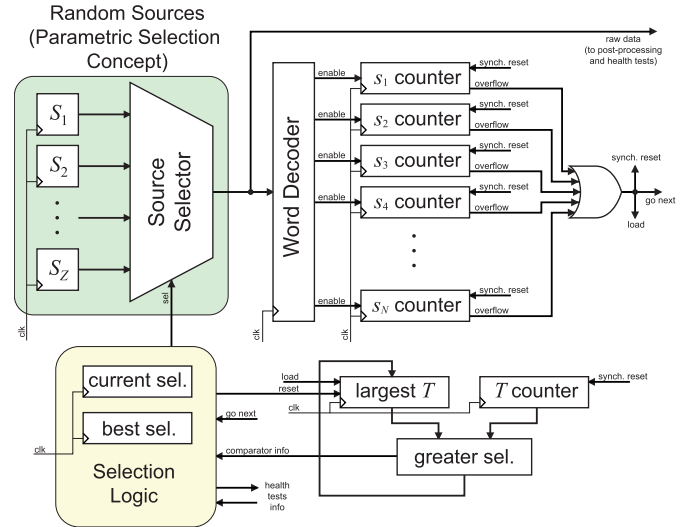 Random Sources
(Parametric Selection
Concept)
raw data
(to post-processing
and health tests)
S1
S2
SZ
Source
Selector
sel
clk
Word Decoder
clk
enable
s1 counter
synch. reset
overflow
enable
s2 counter
synch. reset
overflow
enable
s3 counter
synch. reset
overflow
enable
s4 counter
synch. reset
overflow
enable
sN counter
synch. reset
overflow
clk
synch. reset
go next
load
current sel.
best sel.
clk
Selection
Logic
load
reset
clk
largest T
T counter
synch. reset
go next
comparator info
greater sel.
health
tests
info